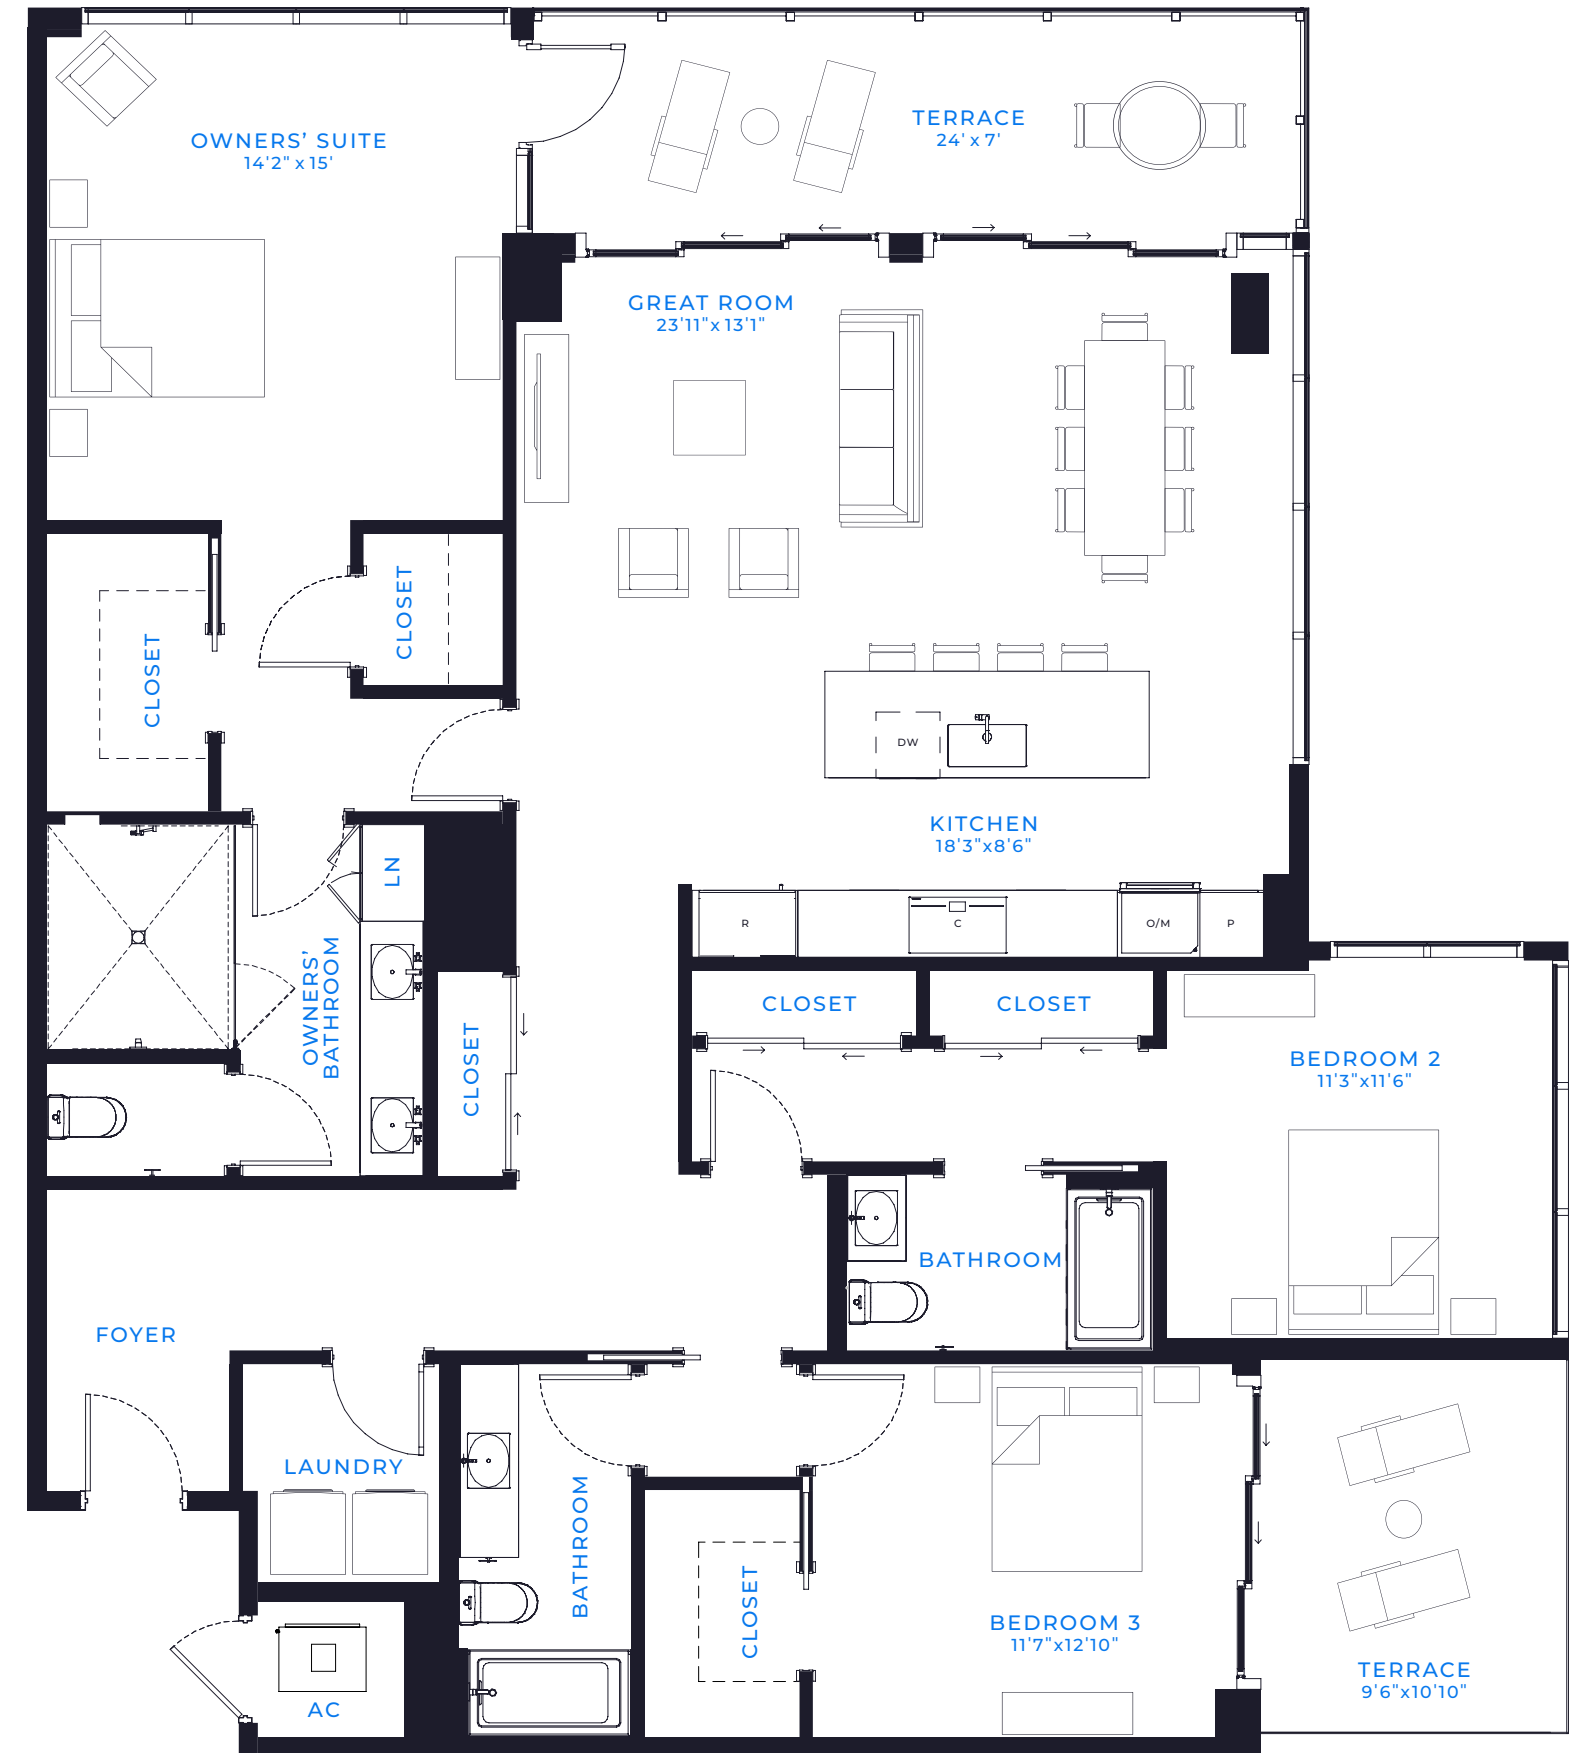 OWNERS’ SUITE
14'2" x 15'
TERRACE
24' x 7'
GREAT ROOM
23'11"x 13'1"
CLOSET
CLOSET
DW
KITCHEN
18'3"x8'6"
LN
R
C
O/M
P
OWNERS’
BATHROOM
CLOSET
CLOSET
CLOSET
BEDROOM 2
11'3"x11'6"
BATHROOM
FOYER
LAUNDRY
BATHROOM
CLOSET
BEDROOM 3
11'7"x12'10"
TERRACE
9'6"x10'10"
AC